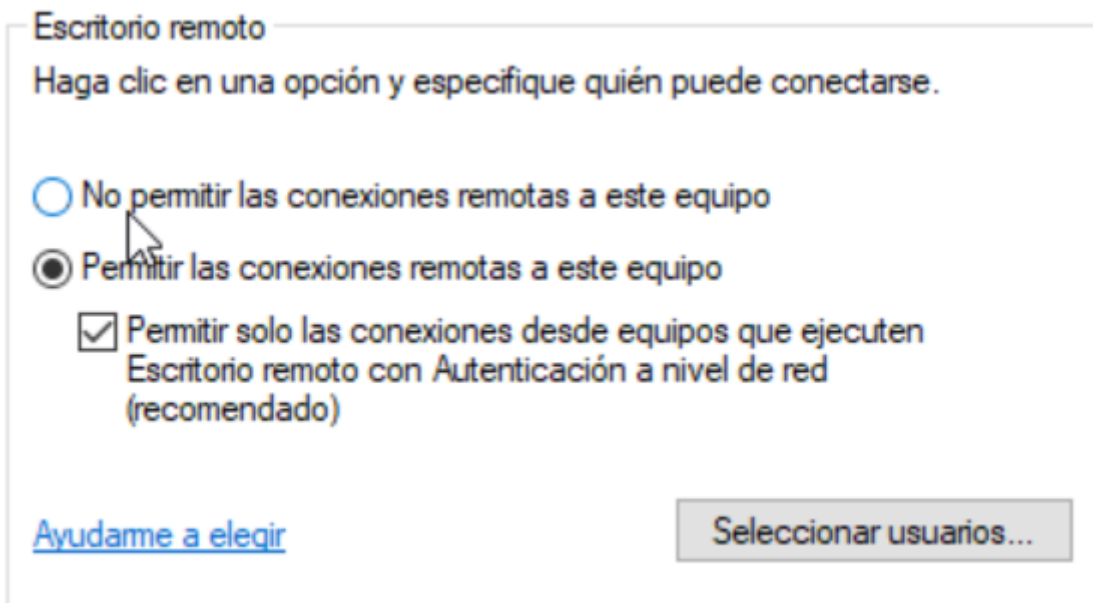 Escritorio remoto
Haga clic en una opción y especifique quién puede conectarse.
No permitir las conexiones remotas a este equipo
Permitir las conexiones remotas a este equipo
Permitir solo las conexiones desde equipos que ejecuten
Escritorio remoto con Autenticación a nivel de red
(recomendado)
Ayudarme a elegir
Seleccionar usuarios...